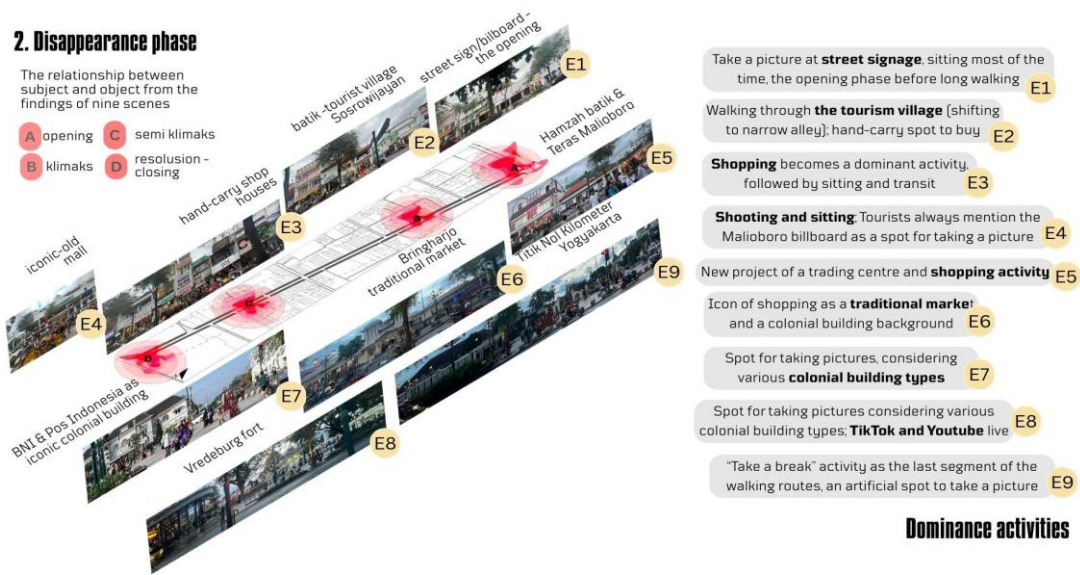 2. Disappearance phase
The relationship between
subject and object from the
findings of nine scenes
A opening
C semi klimaks
B klimaks
D resolusion -
closing
street sign/bilboard -
the opening
E1
batik -tourist village
Sosrowijayan
E2
hand-carry shop
houses
E3
iconic-old
mall
E4
Hamzah batik &
Teras Malioboro
E5
Bringharjo
traditional market
E6
BNI & Pos Indonesia as
iconic colonial building
E7
Vredeburg fort
E8
Titik Nol Kilometer
Yogyakarta
E9
A
B
C
D
Take a picture at street signage, sitting most of the
time, the opening phase before long walking
E1
Walking through the tourism village (shifting
to narrow alley); hand-carry spot to buy
E2
Shopping becomes a dominant activity,
followed by sitting and transit
E3
Shooting and sitting; Tourists always mention the
Malioboro billboard as a spot for taking a picture
E4
New project of a trading centre and shopping activity
E5
Icon of shopping as a traditional market
and a colonial building background
E6
Spot for taking pictures, considering
various colonial building types
E7
Spot for taking pictures considering various
colonial building types; TikTok and Youtube live
E8
"Take a break" activity as the last segment of the
walking routes, an artificial spot to take a picture
E9
Dominance activities